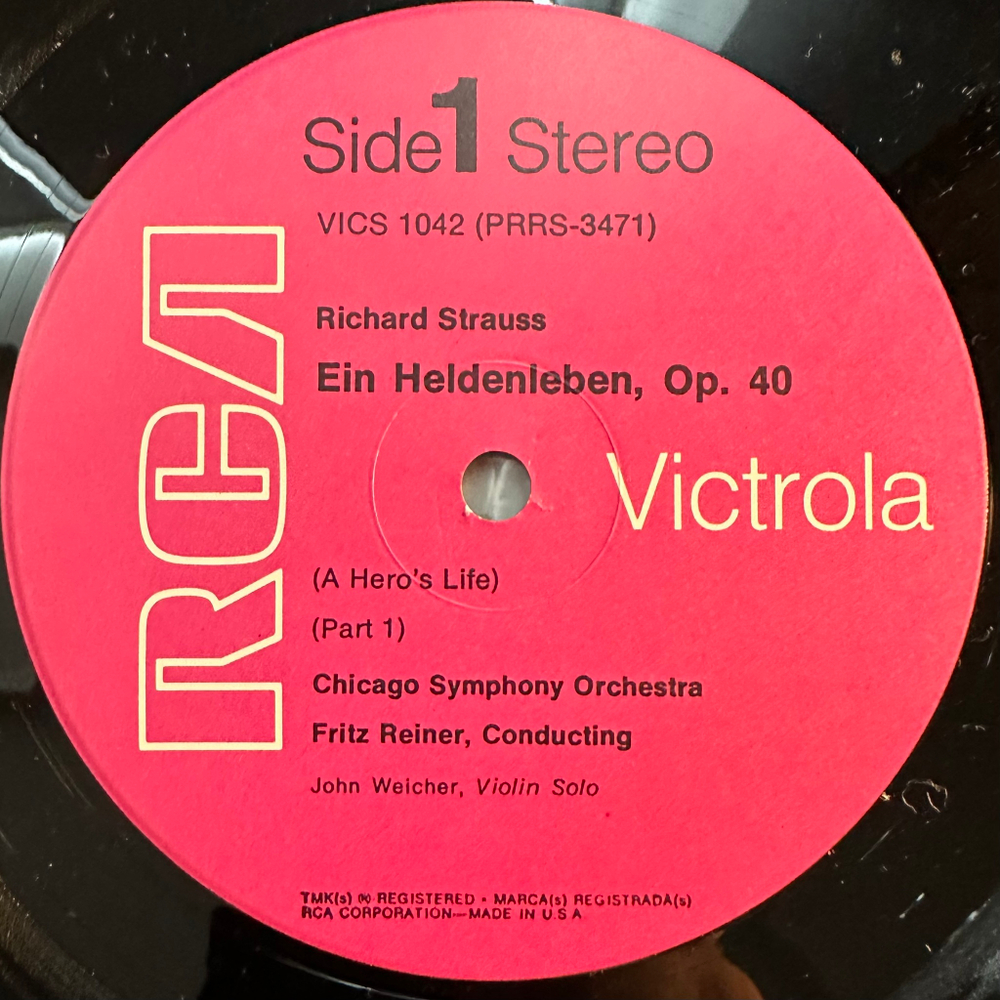 Side 1 Stereo
VICS 1042 (PRRS-3471)
RCA
Richard Strauss
Ein Heldenleben, Op. 40
Victrola
(A Hero's Life)
(Part 1)
Chicago Symphony Orchestra
Fritz Reiner, Conducting
John Weicher, Violin Solo
TMK(s) ® REGISTERED • MARCA(s) REGISTRADA(s)
RCA CORPORATION—MADE IN U.S.A.